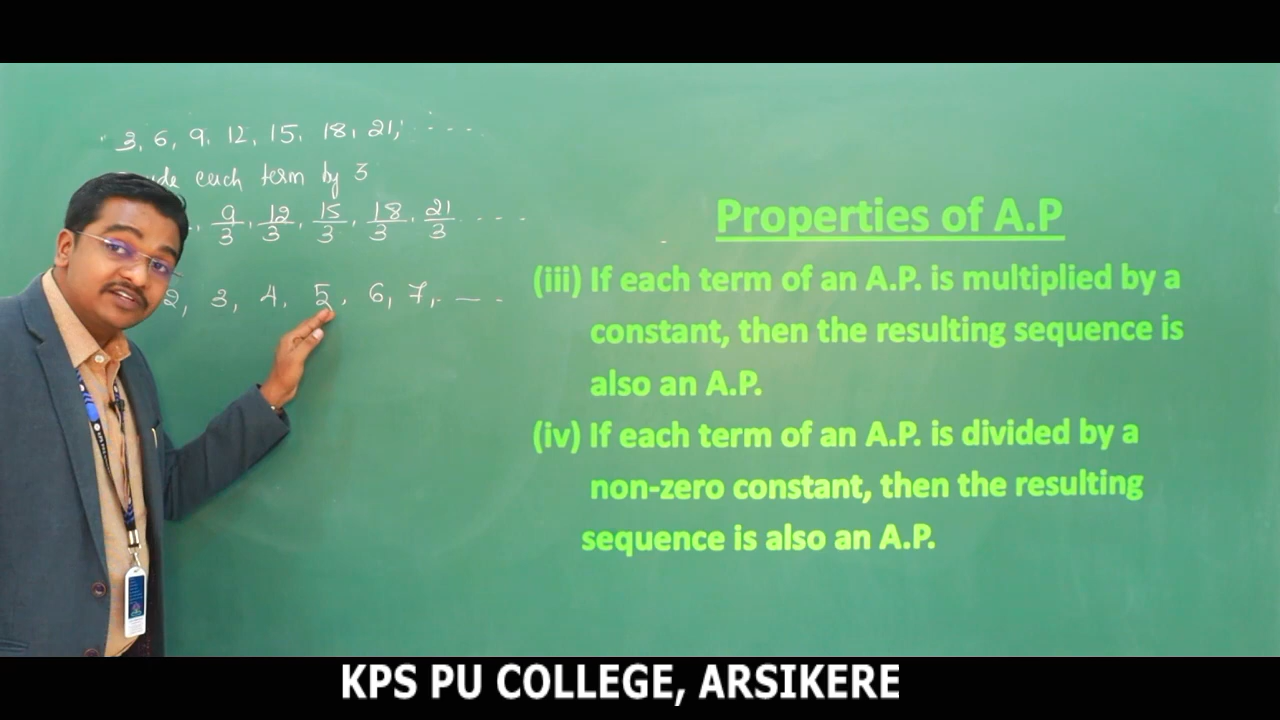 3, 6, 9, 12, 15, 18, 21, . . . .
each term by 3
, 9/3, 12/3, 15/3, 18/3, 21/3 . . . .
2, 3, 4, 5, 6, 7, . — . .
Properties of A.P
(iii) If each term of an A.P. is multiplied by a
constant, then the resulting sequence is
also an A.P.
(iv) If each term of an A.P. is divided by a
non-zero constant, then the resulting
sequence is also an A.P.
KPS PU COLLEGE, ARSIKERE